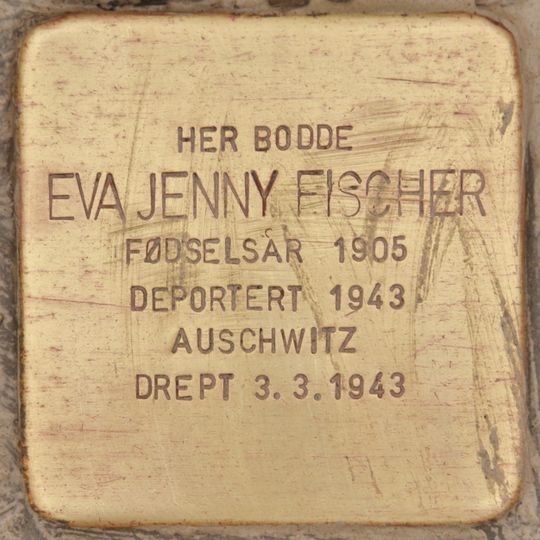 HER BODDE
EVA JENNY FISCHER
FØDSELSÅR 1905
DEPORTERT 1943
AUSCHWITZ
DREPT 3.3.1943